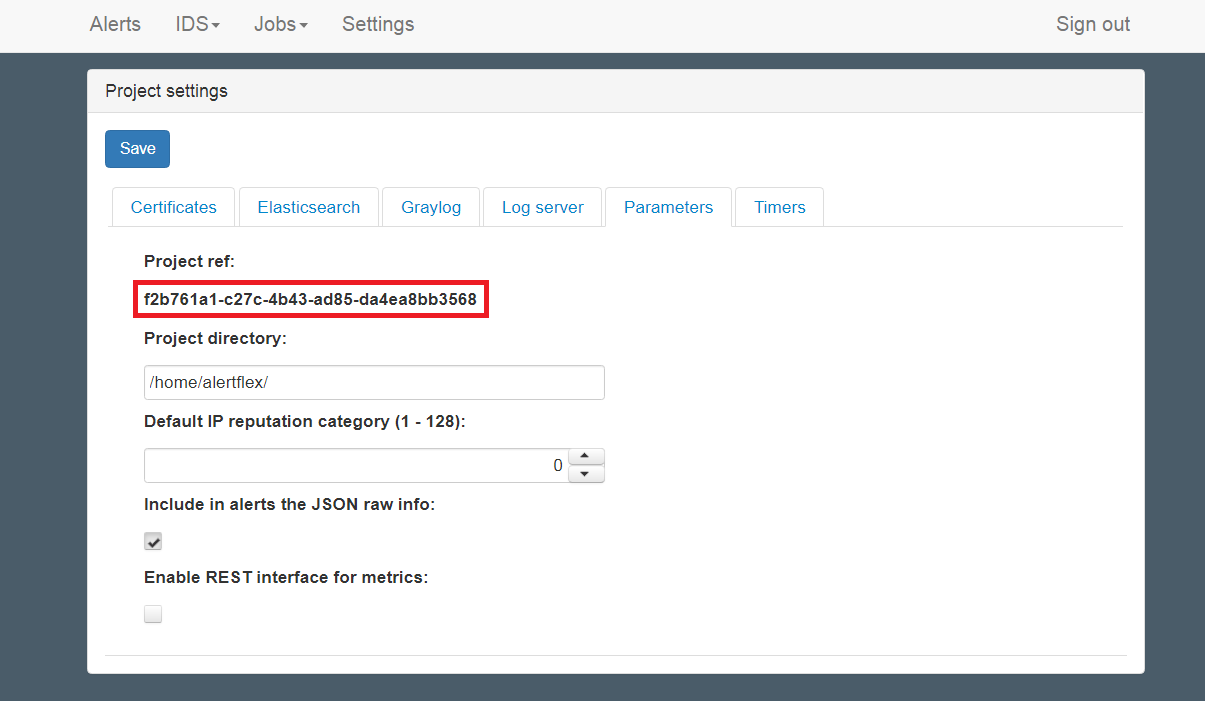 Alerts IDS Jobs Settings Sign out
Project settings
Save
Certificates Elasticsearch Graylog Log server Parameters Timers
Project ref:
f2b761a1-c27c-4b43-ad85-da4ea8bb3568
Project directory:
/home/alertflex/
Default IP reputation category (1 - 128):
0
Include in alerts the JSON raw info:
Enable REST interface for metrics: